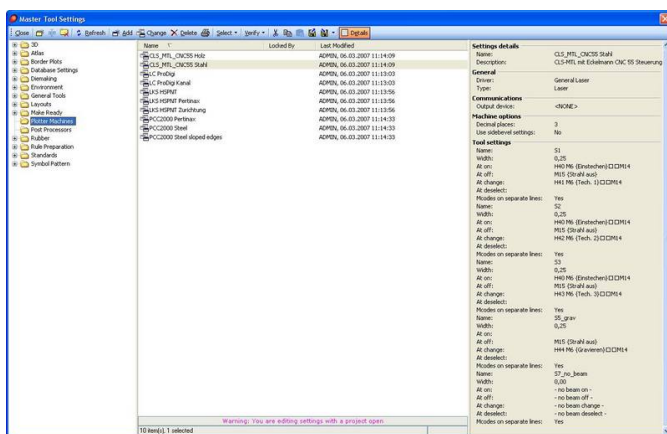 Master Tool Settings
Close Refresh Add Change Delete Select Verify Details
3D
Atlas
Border Plots
Database Settings
Diemaking
Environment
General Tools
Layouts
Make Ready
Plotter Machines
Post Processors
Rubber
Rule Preparation
Standards
Symbol Pattern
Name Locked By Last Modified
CLS_MTL_CNC55 Holz ADMIN, 06.03.2007 11:14:09
CLS_MTL_CNC55 Stahl ADMIN, 06.03.2007 11:14:09
LC ProDigi ADMIN, 06.03.2007 11:13:03
LC ProDigi Kanal ADMIN, 06.03.2007 11:13:03
LKS HSPNT ADMIN, 06.03.2007 11:13:56
LKS HSPNT Pertinax ADMIN, 06.03.2007 11:13:56
LKS HSPNT Zurichtung ADMIN, 06.03.2007 11:13:56
PCC2000 Pertinax ADMIN, 06.03.2007 11:14:33
PCC2000 Steel ADMIN, 06.03.2007 11:14:33
PCC2000 Steel sloped edges ADMIN, 06.03.2007 11:14:33
Warning: You are editing settings with a project open
10 item(s), 1 selected
Settings details
Name: CLS_MTL_CNC55 Stahl
Description: CLS-MTL mit Eckelmann CNC 55 Steuerung
General
Driver: General Laser
Type: Laser
Communications
Output device: <NONE>
Machine options
Decimal places: 3
Use sidebevel settings: No
Tool settings
Name: S1
Width: 0,25
At on: H40 M6 (Einstechen)□□M14
At off: M15 (Strahl aus)
At change: H41 M6 (Tech. 1)□□M14
At deselect:
Mcodes on separate lines: Yes
Name: S2
Width: 0,25
At on: H40 M6 (Einstechen)□□M14
At off: M15 (Strahl aus)
At change: H42 M6 (Tech. 2)□□M14
At deselect:
Mcodes on separate lines: Yes
Name: S3
Width: 0,25
At on: H40 M6 (Einstechen)□□M14
At off: M15 (Strahl aus)
At change: H43 M6 (Tech. 3)□□M14
At deselect:
Mcodes on separate lines: Yes
Name: S5_grav
Width: 0,25
At on:
At off: M15 (Strahl aus)
At change: H44 M6 (Gravieren)□□M14
At deselect:
Mcodes on separate lines: Yes
Name: S7_no_beam
Width: 0,00
At on: - no beam on -
At off: - no beam off -
At change: - no beam change -
At deselect: - no beam deselect -
Mcodes on separate lines: Yes